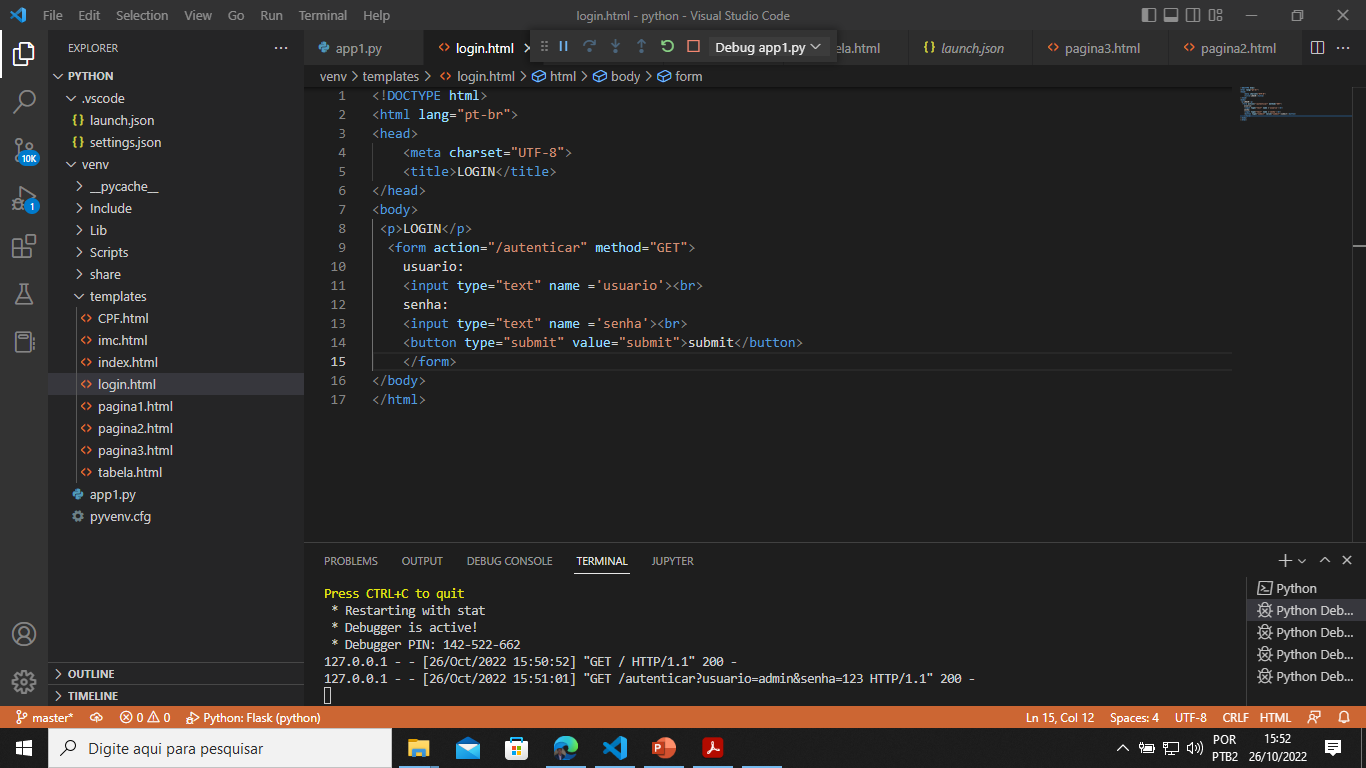 File Edit Selection View Go Run Terminal Help login.html - python - Visual Studio Code
EXPLORER
app1.py login.html Debug app1.py ela.html launch.json pagina3.html pagina2.html
PYTHON
venv > templates > login.html > html > body > form
.vscode
launch.json
settings.json
venv
__pycache__
Include
Lib
Scripts
share
templates
CPF.html
imc.html
index.html
login.html
pagina1.html
pagina2.html
pagina3.html
tabela.html
app1.py
pyvenv.cfg
OUTLINE
TIMELINE
10K
1
1 <!DOCTYPE html>
2 <html lang="pt-br">
3 <head>
4 <meta charset="UTF-8">
5 <title>LOGIN</title>
6 </head>
7 <body>
8 <p>LOGIN</p>
9 <form action="/autenticar" method="GET">
10 usuario:
11 <input type="text" name ='usuario'><br>
12 senha:
13 <input type="text" name ='senha'><br>
14 <button type="submit" value="submit">submit</button>
15 </form>
16 </body>
17 </html>
PROBLEMS OUTPUT DEBUG CONSOLE TERMINAL JUPYTER
Press CTRL+C to quit
* Restarting with stat
* Debugger is active!
* Debugger PIN: 142-522-662
127.0.0.1 - - [26/Oct/2022 15:50:52] "GET / HTTP/1.1" 200 -
127.0.0.1 - - [26/Oct/2022 15:51:01] "GET /autenticar?usuario=admin&senha=123 HTTP/1.1" 200 -
Python
Python Deb...
Python Deb...
Python Deb...
Python Deb...
master* 0 0 Python: Flask (python) Ln 15, Col 12 Spaces: 4 UTF-8 CRLF HTML
Digite aqui para pesquisar
POR
PTB2
15:52
26/10/2022